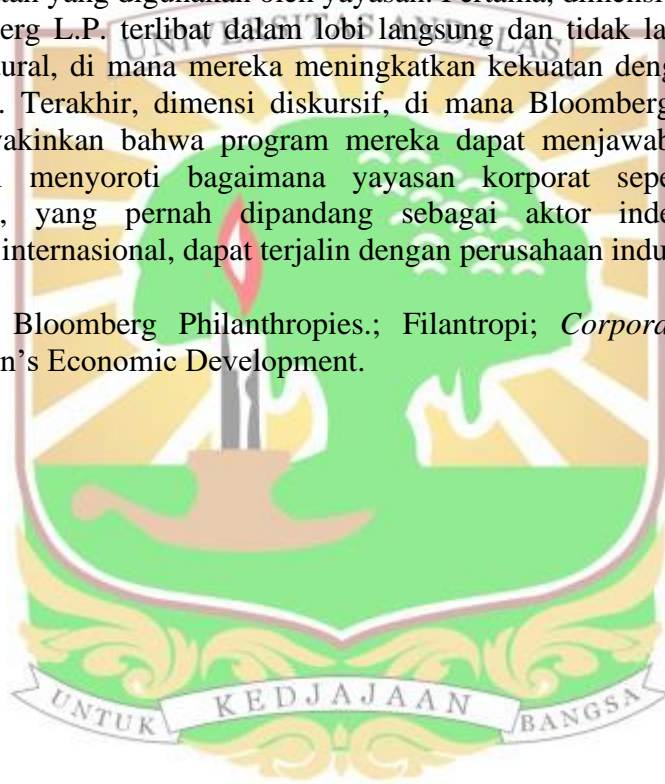 tan yang digunakan oleh yayasan. Pertama, dimensi
erg L.P. terlibat dalam lobi langsung dan tidak la
UNIVERSITAS ANDALAS
ural, di mana mereka meningkatkan kekuatan deng
. Terakhir, dimensi diskursif, di mana Bloomberg
yakinkan bahwa program mereka dapat menjawab
menyoroti bagaimana yayasan korporat sepe
, yang pernah dipandang sebagai aktor inde
internasional, dapat terjalin dengan perusahaan indu
Bloomberg Philanthropies.; Filantropi; Corpora
n's Economic Development.
UNTUK KEDJAJAAN BANGSA